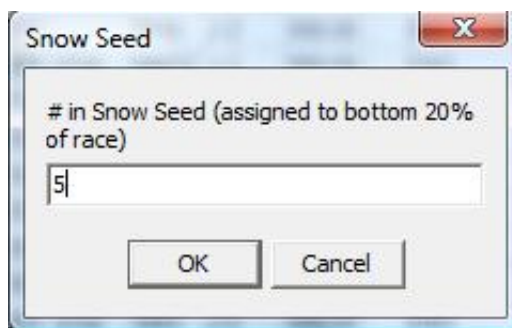 Snow Seed
# in Snow Seed (assigned to bottom 20%
of race)
5
OK
Cancel